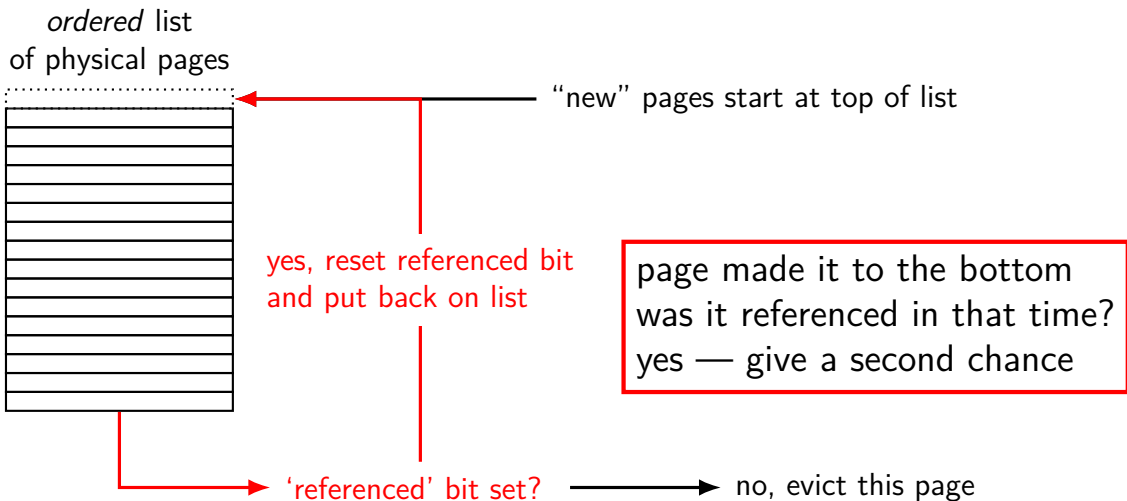 ordered list
of physical pages
“new” pages start at top of list
yes, reset referenced bit
and put back on list
page made it to the bottom
was it referenced in that time?
yes — give a second chance
‘referenced’ bit set?
no, evict this page